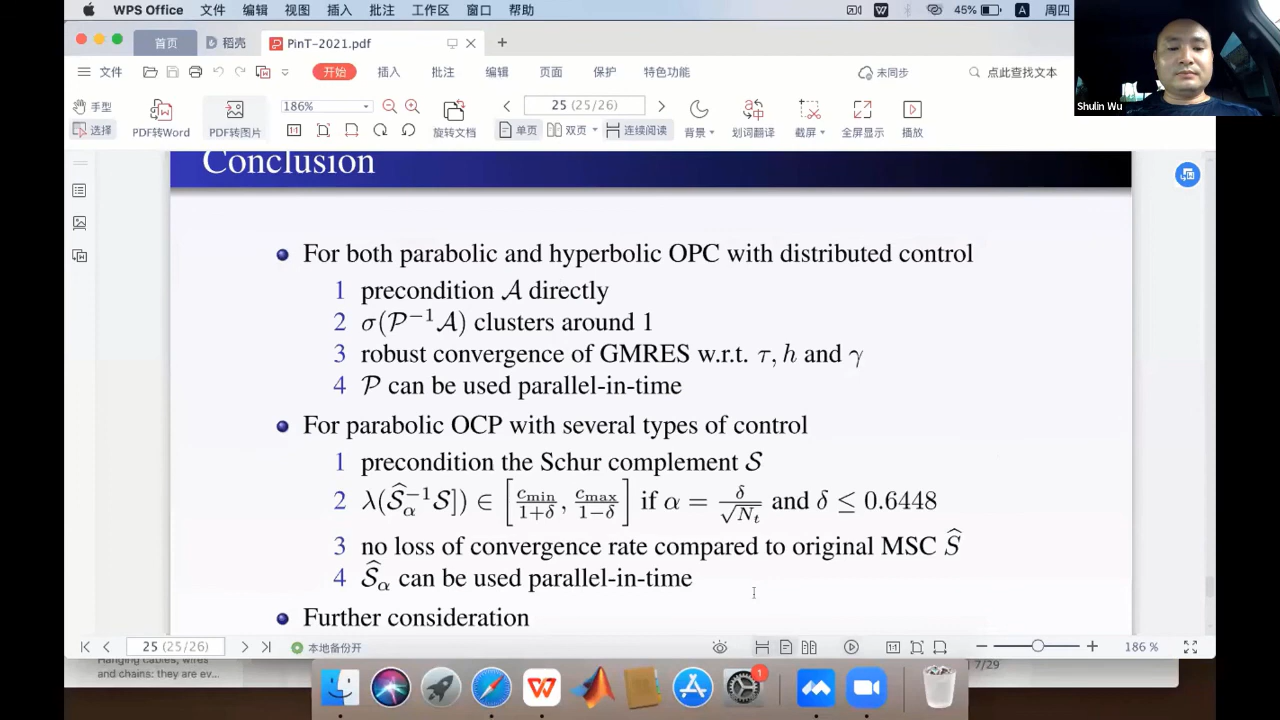 WPS Office 文件 编辑 视图 插入 批注 工作区 窗口 帮助 45% A 周四
首页 稻壳 PinT-2021.pdf
文件 开始 插入 批注 编辑 页面 保护 特色功能 未同步 点此查找文本
手型 选择 PDF转Word PDF转图片 186% 旋转文档 25 (25/26) 单页 双页 连续阅读 背景 划词翻译 截屏 全屏显示 播放
Shulin Wu
Conclusion
For both parabolic and hyperbolic OPC with distributed control
1 precondition 𝒜 directly
2 σ(𝒫⁻¹𝒜) clusters around 1
3 robust convergence of GMRES w.r.t. τ, h and γ
4 𝒫 can be used parallel-in-time
For parabolic OCP with several types of control
1 precondition the Schur complement 𝒮
2 λ(𝒮̂_α⁻¹𝒮]) ∈ [c_min/(1+δ), c_max/(1−δ)] if α = δ/√N_t and δ ≤ 0.6448
3 no loss of convergence rate compared to original MSC Ŝ
4 𝒮̂_α can be used parallel-in-time
Further consideration
25 (25/26) 本地备份开 186 %
Hanging cables, wires
and chains: they are ev...
7/29
1